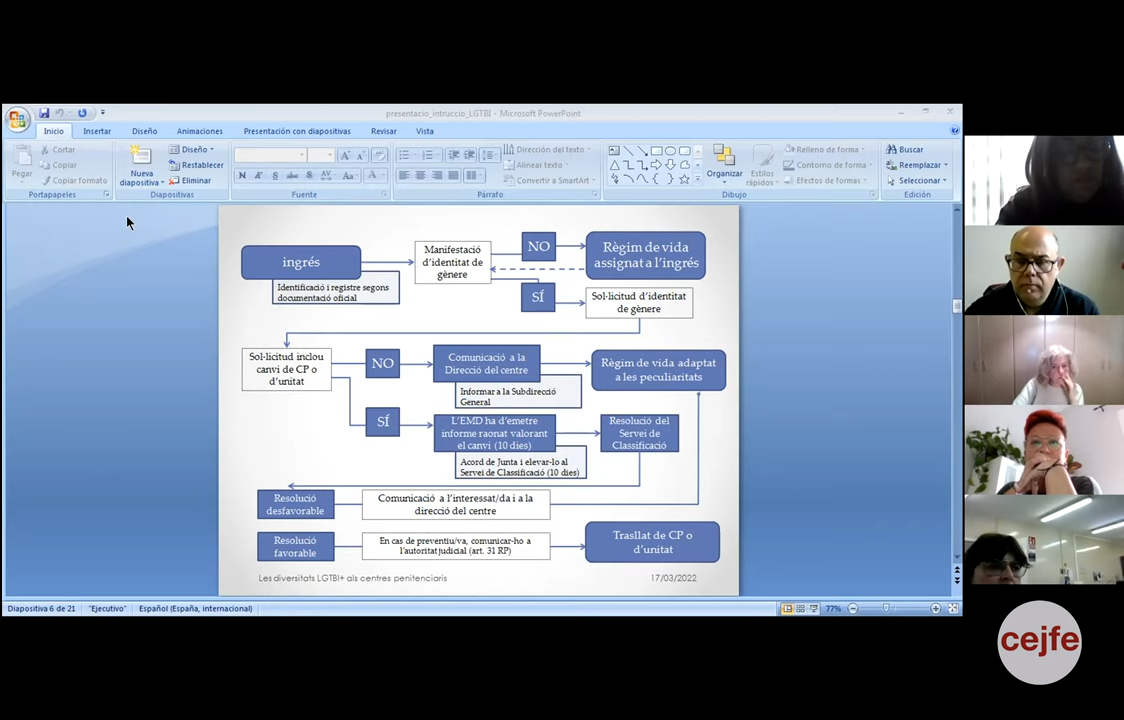 presentacio_intruccio_LGTBI - Microsoft PowerPoint
Inicio
Insertar
Diseño
Animaciones
Presentación con diapositivas
Revisar
Vista
Pegar
Cortar
Copiar
Copiar formato
Portapapeles
Nueva
diapositiva
Diseño
Restablecer
Eliminar
Diapositivas
Fuente
Dirección del texto
Alinear texto
Convertir a SmartArt
Párrafo
Organizar
Estilos
rápidos
Relleno de forma
Contorno de forma
Efectos de formas
Dibujo
Buscar
Reemplazar
Seleccionar
Edición
ingrés
Identificació i registre segons
documentació oficial
Manifestació
d'identitat de
gènere
NO
Règim de vida
assignat a l'ingrés
SÍ
Sol·licitud d'identitat
de gènere
Sol·licitud inclou
canvi de CP o
d'unitat
NO
Comunicació a la
Direcció del centre
Informar a la Subdirecció
General
Règim de vida adaptat
a les peculiaritats
SÍ
L'EMD ha d'emetre
informe raonat valorant
el canvi (10 dies)
Acord de Junta i elevar-lo al
Servei de Classificació (10 dies)
Resolució del
Servei de
Classificació
Resolució
desfavorable
Comunicació a l'interessat/da i a la
direcció del centre
Resolució
favorable
En cas de preventiu/va, comunicar-ho a
l'autoritat judicial (art. 31 RP)
Trasllat de CP o
d'unitat
Les diversitats LGTBI+ als centres penitenciaris
17/03/2022
Diapositiva 6 de 21
"Ejecutivo"
Español (España, internacional)
77%
cejfe